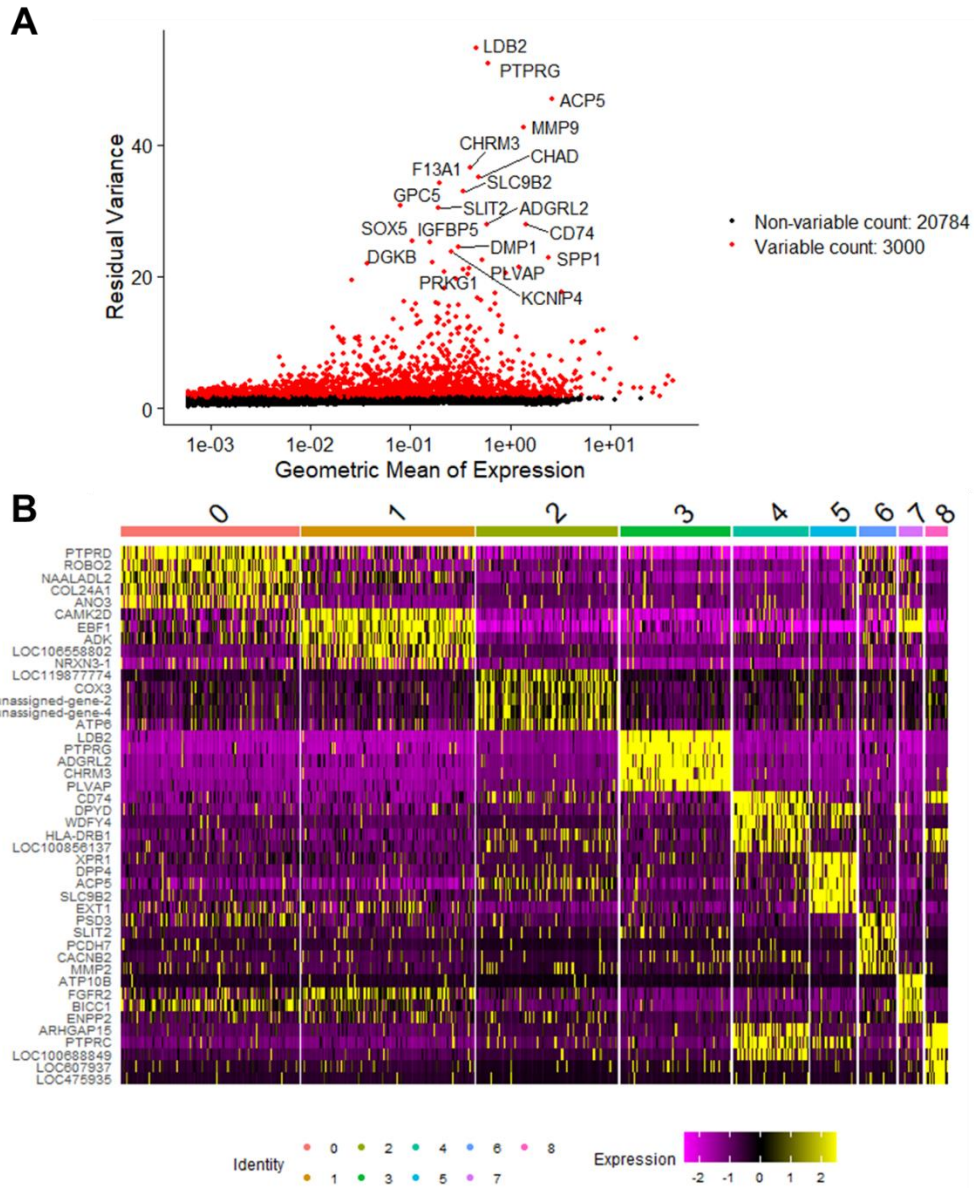 A
LDB2
PTPRG
ACP5
MMP9
CHRM3
CHAD
F13A1
SLC9B2
GPC5
SLIT2 ADGRL2
SOX5 IGFBP5
CD74
DMP1
DGKB
SPP1
PLVAP
PRKG1
KCNIP4
Residual Variance
40
20
0
1e-03 1e-02 1e-01 1e+00 1e+01
Geometric Mean of Expression
Non-variable count: 20784
Variable count: 3000
B
0 1 2 3 4 5 6 7 8
PTPRD
ROBO2
NAALADL2
COL24A1
ANO3
CAMK2D
EBF1
ADK
LOC106558802
NRXN3-1
LOC119877774
COX3
unassigned-gene-2
unassigned-gene-4
ATP6
LDB2
PTPRG
ADGRL2
CHRM3
PLVAP
CD74
DPYD
WDFY4
HLA-DRB1
LOC100856137
XPR1
DPP4
ACP5
SLC9B2
EXT1
PSD3
SLIT2
PCDH7
CACNB2
MMP2
ATP10B
FGFR2
BICC1
ENPP2
ARHGAP15
PTPRC
LOC100688849
LOC607937
LOC475935
Identity
0 2 4 6 8
1 3 5 7
Expression
-2 -1 0 1 2